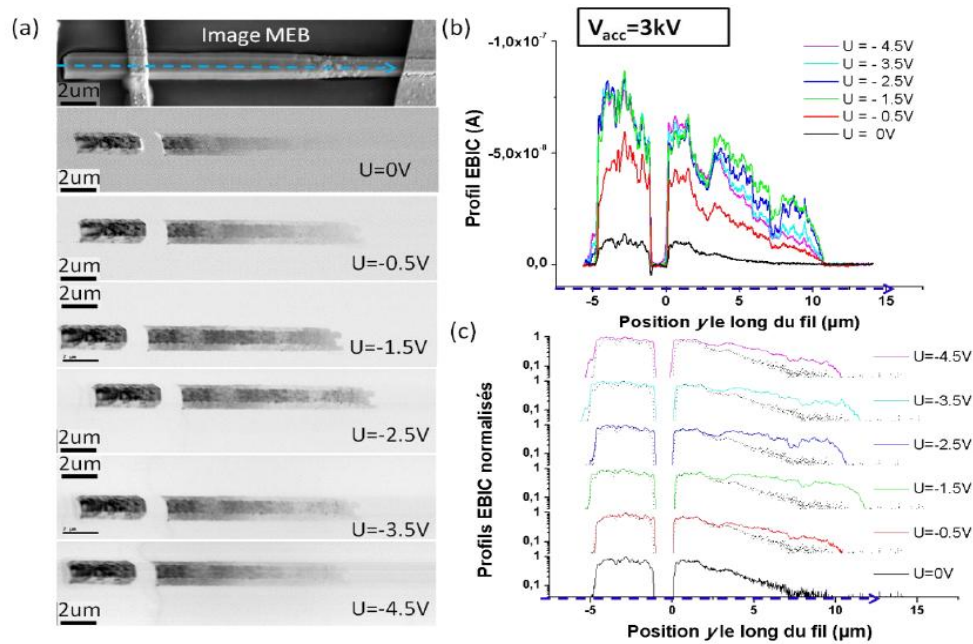 (a)
Image MEB
2um
2um
U=0V
2um
U=-0.5V
2um
U=-1.5V
2um
U=-2.5V
2um
U=-3.5V
2um
U=-4.5V
(b)
V_acc=3kV
-1,0x10⁻⁷
-5,0x10⁻⁸
0,0
Profil EBIC (A)
U = - 4.5V
U = - 3.5V
U = - 2.5V
U = - 1.5V
U = - 0.5V
U = 0V
-5 0 5 10 15
Position y le long du fil (µm)
(c)
Profils EBIC normalisés
1
0,1
1
0,1
1
0,1
1
0,1
1
0,1
1
0,1
U=-4.5V
U=-3.5V
U=-2.5V
U=-1.5V
U=-0.5V
U=0V
-5 0 5 10 15
Position y le long du fil (µm)